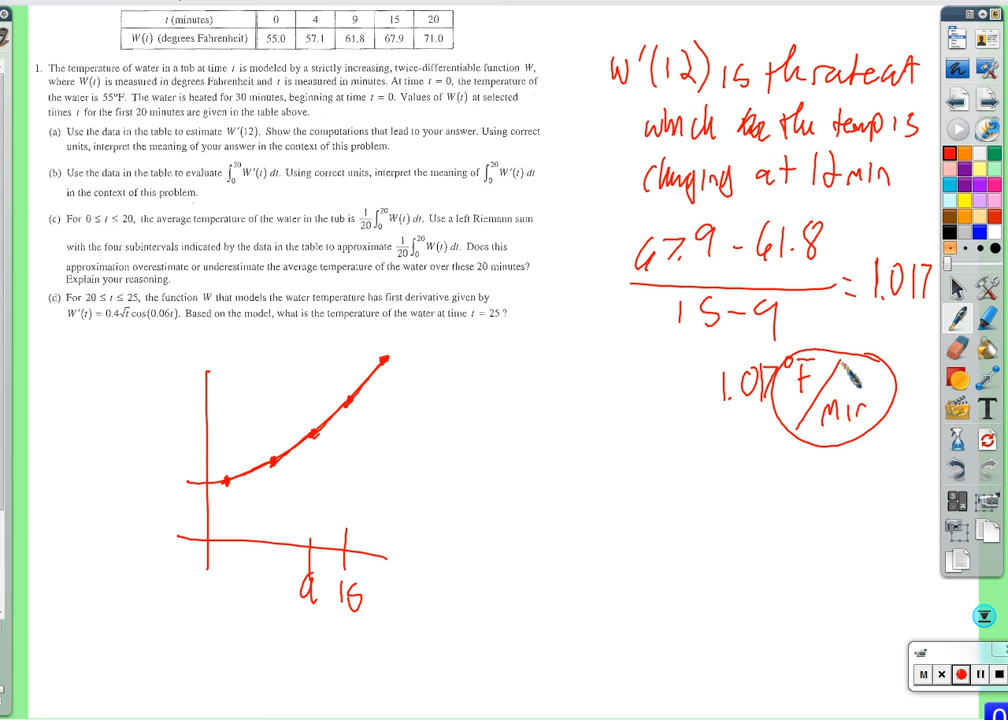 t (minutes) 0 4 9 15 20
W(t) (degrees Fahrenheit) 55.0 57.1 61.8 67.9 71.0
1. The temperature of water in a tub at time t is modeled by a strictly increasing, twice-differentiable function W,
where W(t) is measured in degrees Fahrenheit and t is measured in minutes. At time t = 0, the temperature of
the water is 55°F. The water is heated for 30 minutes, beginning at time t = 0. Values of W(t) at selected
times t for the first 20 minutes are given in the table above.
(a) Use the data in the table to estimate W′(12). Show the computations that lead to your answer. Using correct
units, interpret the meaning of your answer in the context of this problem.
(b) Use the data in the table to evaluate ∫₀²⁰ W′(t) dt. Using correct units, interpret the meaning of ∫₀²⁰ W′(t) dt
in the context of this problem.
(c) For 0 ≤ t ≤ 20, the average temperature of the water in the tub is 1/20 ∫₀²⁰ W(t) dt. Use a left Riemann sum
with the four subintervals indicated by the data in the table to approximate 1/20 ∫₀²⁰ W(t) dt. Does this
approximation overestimate or underestimate the average temperature of the water over these 20 minutes?
Explain your reasoning.
(d) For 20 ≤ t ≤ 25, the function W that models the water temperature has first derivative given by
W′(t) = 0.4√t cos(0.06t). Based on the model, what is the temperature of the water at time t = 25 ?
W'(12) is th rate at
which the temp is
changing at 12 min
67.9 - 61.8
15 - 9
= 1.017
1.017 °F/min
9 15
M
T